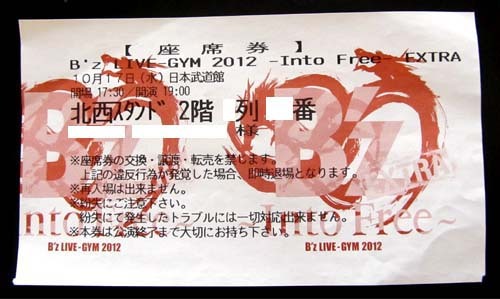 【 座 席 券 】
B'z LIVE-GYM 2012 -Into Free- EXTRA
10月17日(水)日本武道館
開場 17:30/開演 19:00
北西ｽﾀﾝﾄﾞ 2階 列 番
様
※座席券の交換・譲渡・転売を禁じます。
上記の違反行為が発覚した場合、即時退場となります。
※再入場は出来ません。
※紛失にご注意下さい。
紛失にて発生したトラブルには一切対応出来ません。
※本券は公演終了まで大切にお持ち下さい。
B'z
B'z
EXTRA!
Into Free~
~Into Free~
B'z LIVE-GYM 2012
B'z LIVE-GYM 2012